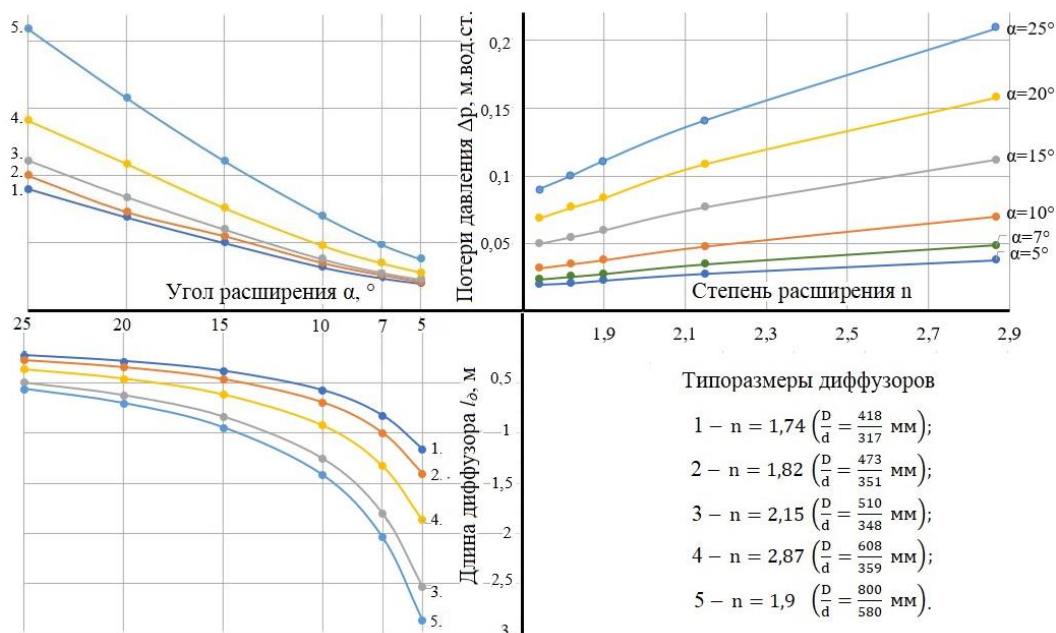 5.
4.
3.
2.
1.
Угол расширения α, °
25 20 15 10 7 5
Потери давления Δp, м.вод.ст.
0,2
0,15
0,1
0,05
α=25°
α=20°
α=15°
α=10°
α=7°
α=5°
Степень расширения n
1,9 2,1 2,3 2,5 2,7 2,9
Длина диффузора l∂, м
0,5
1
1,5
2
2,5
3
1.
2.
4.
3.
5.
Типоразмеры диффузоров
1 − n = 1,74 (D/d = 418/317 мм);
2 − n = 1,82 (D/d = 473/351 мм);
3 − n = 2,15 (D/d = 510/348 мм);
4 − n = 2,87 (D/d = 608/359 мм);
5 − n = 1,9 (D/d = 800/580 мм).